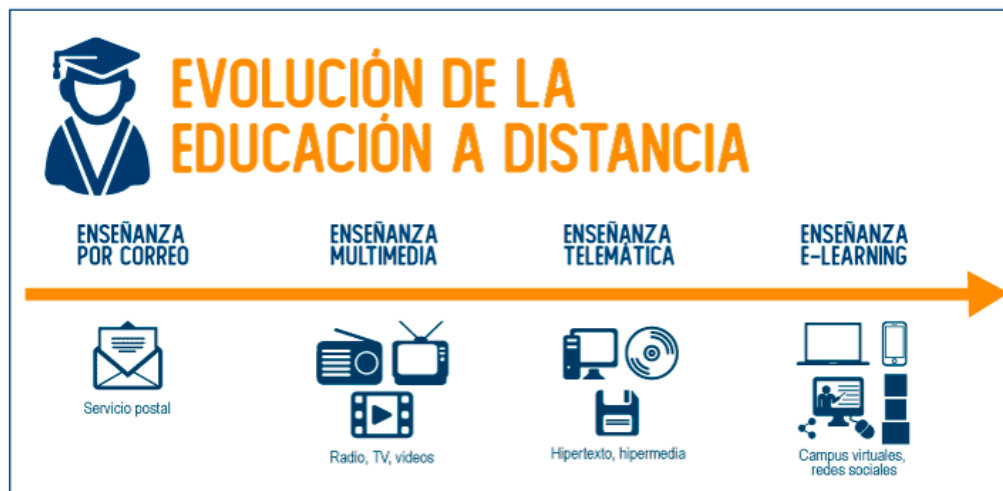 EVOLUCIÓN DE LA
EDUCACIÓN A DISTANCIA
ENSEÑANZA
POR CORREO
ENSEÑANZA
MULTIMEDIA
ENSEÑANZA
TELEMÁTICA
ENSEÑANZA
E-LEARNING
Servicio postal
Radio, TV, videos
Hipertexto, hipermedia
Campus virtuales,
redes sociales